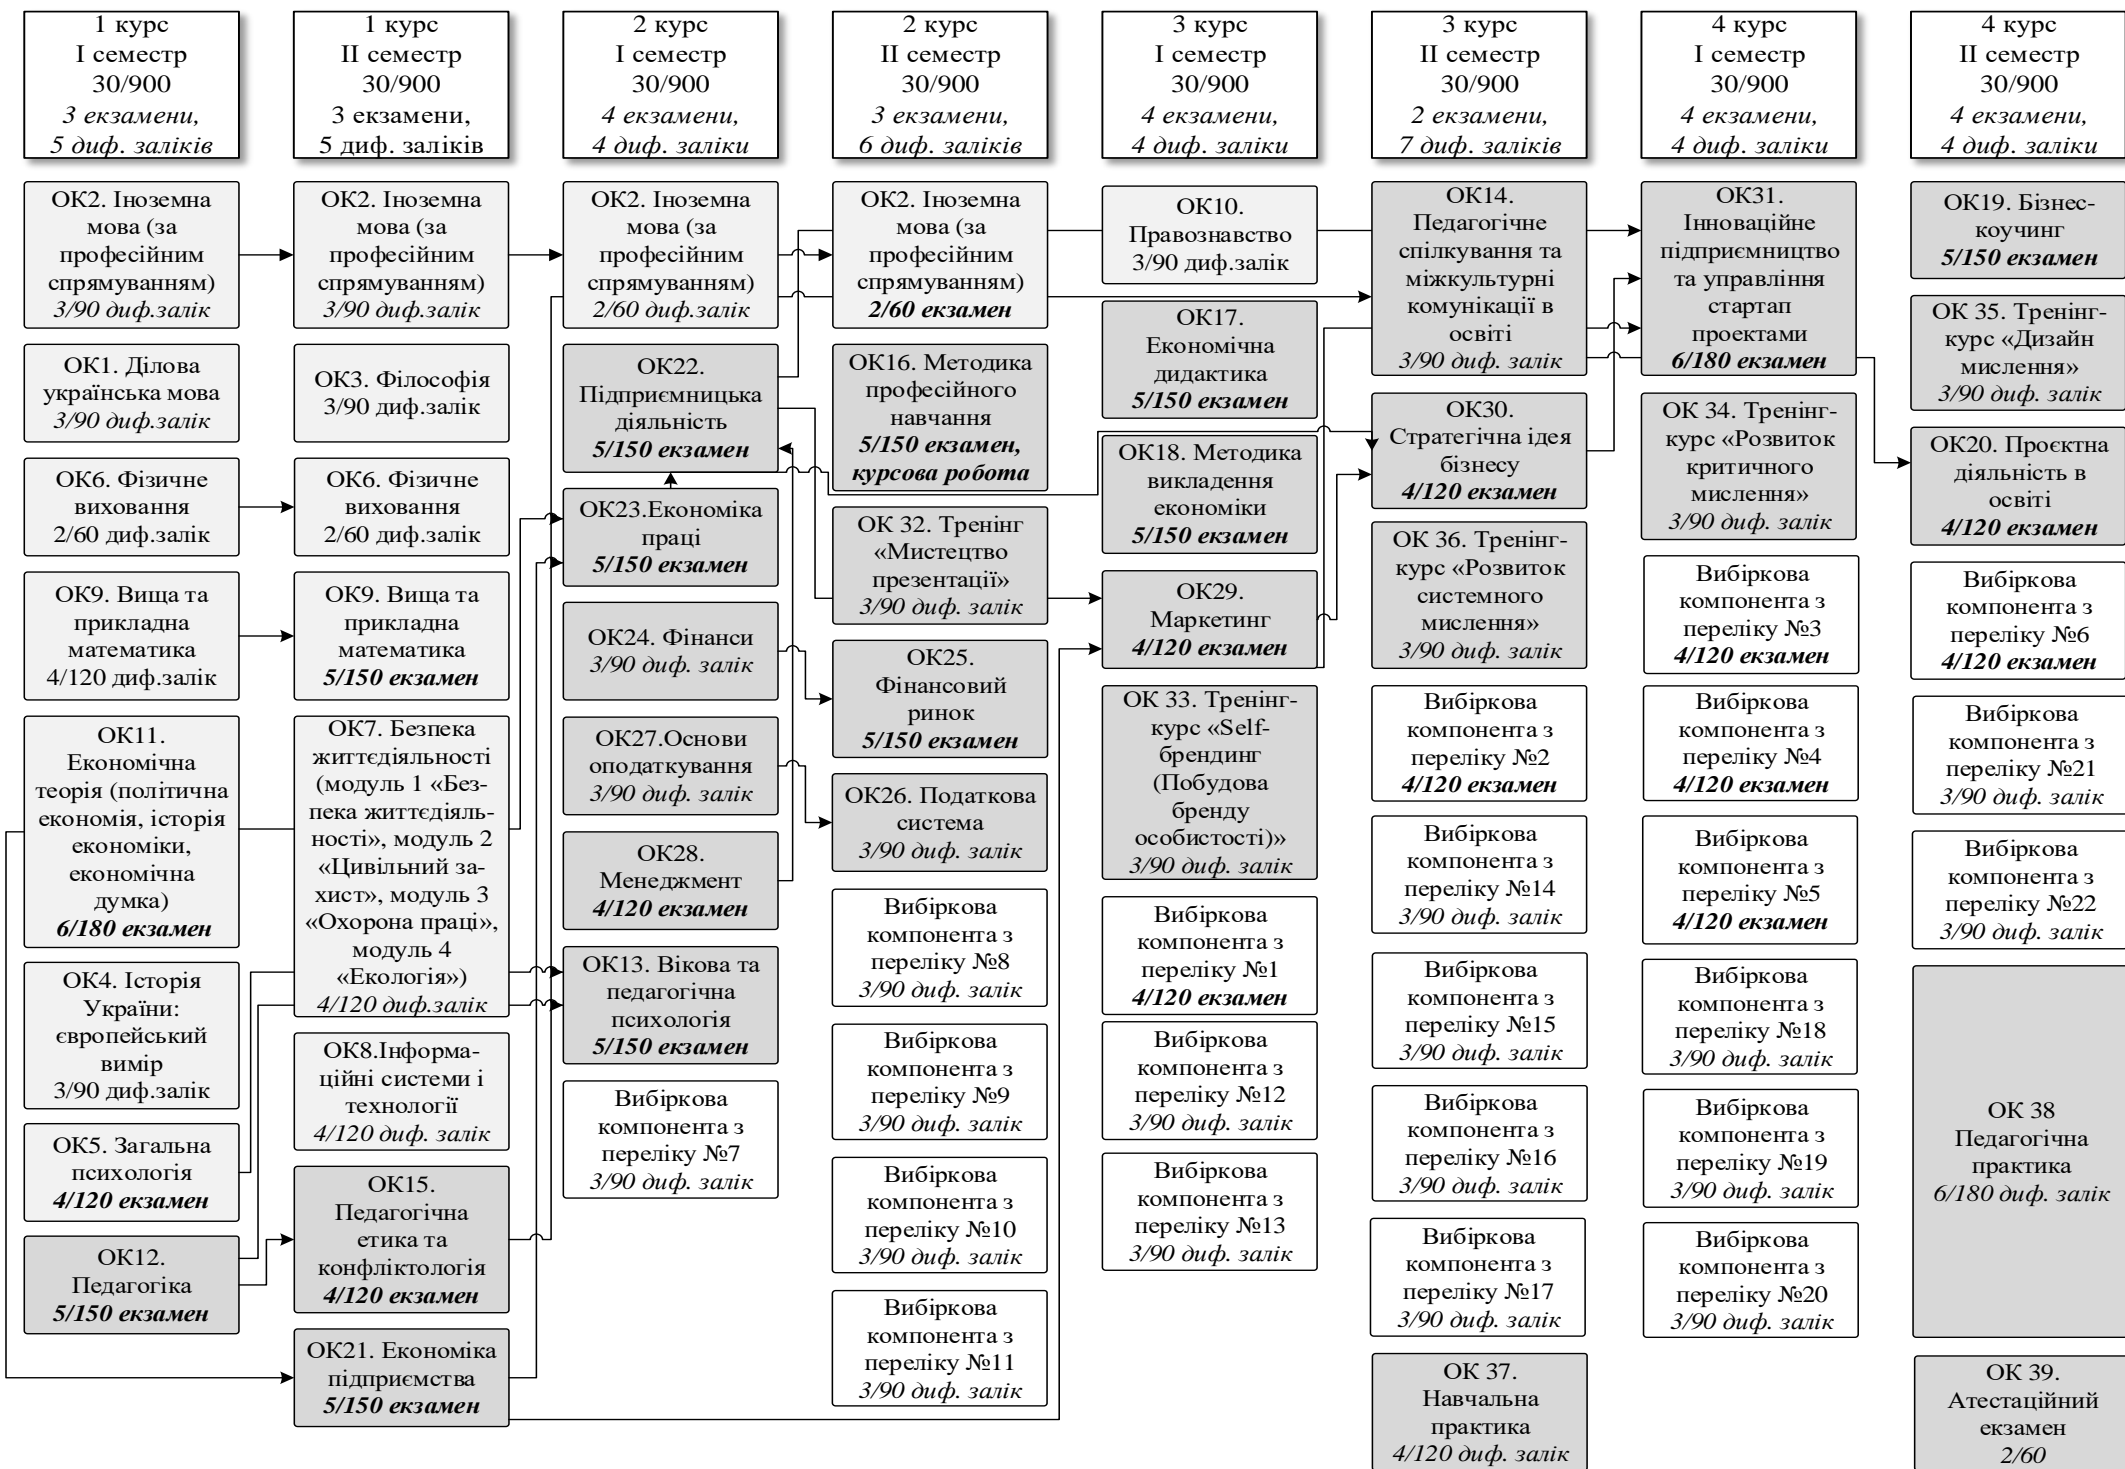 1 курс
I семестр
30/900
3 екзамени,
5 диф. заліків
1 курс
II семестр
30/900
3 екзамени,
5 диф. заліків
2 курс
I семестр
30/900
4 екзамени,
4 диф. заліки
2 курс
II семестр
30/900
3 екзамени,
6 диф. заліків
3 курс
I семестр
30/900
4 екзамени,
4 диф. заліки
3 курс
II семестр
30/900
2 екзамени,
7 диф. заліків
4 курс
I семестр
30/900
4 екзамени,
4 диф. заліки
4 курс
II семестр
30/900
4 екзамени,
4 диф. заліки
ОК2. Іноземна
мова (за
професійним
спрямуванням)
3/90 диф.залік
ОК1. Ділова
українська мова
3/90 диф.залік
ОК6. Фізичне
виховання
2/60 диф.залік
ОК9. Вища та
прикладна
математика
4/120 диф.залік
ОК11.
Економічна
теорія (політична
економія, історія
економіки,
економічна
думка)
6/180 екзамен
ОК4. Історія
України:
європейський
вимір
3/90 диф.залік
ОК5. Загальна
психологія
4/120 екзамен
ОК12.
Педагогіка
5/150 екзамен
ОК2. Іноземна
мова (за
професійним
спрямуванням)
3/90 диф.залік
ОК3. Філософія
3/90 диф.залік
ОК6. Фізичне
виховання
2/60 диф.залік
ОК9. Вища та
прикладна
математика
5/150 екзамен
ОК7. Безпека
життєдіяльності
(модуль 1 «Без-
пека життєдіяль-
ності», модуль 2
«Цивільний за-
хист», модуль 3
«Охорона праці»,
модуль 4
«Екологія»)
4/120 диф.залік
ОК8.Інформа-
ційні системи і
технології
4/120 диф. залік
ОК15.
Педагогічна
етика та
конфліктологія
4/120 екзамен
ОК21. Економіка
підприємства
5/150 екзамен
ОК2. Іноземна
мова (за
професійним
спрямуванням)
2/60 диф.залік
ОК22.
Підприємницька
діяльність
5/150 екзамен
ОК23.Економіка
праці
5/150 екзамен
ОК24. Фінанси
3/90 диф. залік
ОК27.Основи
оподаткування
3/90 диф. залік
ОК28.
Менеджмент
4/120 екзамен
ОК13. Вікова та
педагогічна
психологія
5/150 екзамен
Вибіркова
компонента з
переліку №7
3/90 диф. залік
ОК2. Іноземна
мова (за
професійним
спрямуванням)
2/60 екзамен
ОК16. Методика
професійного
навчання
5/150 екзамен,
курсова робота
ОК 32. Тренінг
«Мистецтво
презентації»
3/90 диф. залік
ОК25.
Фінансовий
ринок
5/150 екзамен
ОК26. Податкова
система
3/90 диф. залік
Вибіркова
компонента з
переліку №8
3/90 диф. залік
Вибіркова
компонента з
переліку №9
3/90 диф. залік
Вибіркова
компонента з
переліку №10
3/90 диф. залік
Вибіркова
компонента з
переліку №11
3/90 диф. залік
ОК10.
Правознавство
3/90 диф.залік
ОК17.
Економічна
дидактика
5/150 екзамен
ОК18. Методика
викладення
економіки
5/150 екзамен
ОК29.
Маркетинг
4/120 екзамен
ОК 33. Тренінг-
курс «Self-
брендинг
(Побудова
бренду
особистості)»
3/90 диф. залік
Вибіркова
компонента з
переліку №1
4/120 екзамен
Вибіркова
компонента з
переліку №12
3/90 диф. залік
Вибіркова
компонента з
переліку №13
3/90 диф. залік
ОК14.
Педагогічне
спілкування та
міжкультурні
комунікації в
освіті
3/90 диф. залік
ОК30.
Стратегічна ідея
бізнесу
4/120 екзамен
ОК 36. Тренінг-
курс «Розвиток
системного
мислення»
3/90 диф. залік
Вибіркова
компонента з
переліку №2
4/120 екзамен
Вибіркова
компонента з
переліку №14
3/90 диф. залік
Вибіркова
компонента з
переліку №15
3/90 диф. залік
Вибіркова
компонента з
переліку №16
3/90 диф. залік
Вибіркова
компонента з
переліку №17
3/90 диф. залік
ОК 37.
Навчальна
практика
4/120 диф. залік
ОК31.
Інноваційне
підприємництво
та управління
стартап
проектами
6/180 екзамен
ОК 34. Тренінг-
курс «Розвиток
критичного
мислення»
3/90 диф. залік
Вибіркова
компонента з
переліку №3
4/120 екзамен
Вибіркова
компонента з
переліку №4
4/120 екзамен
Вибіркова
компонента з
переліку №5
4/120 екзамен
Вибіркова
компонента з
переліку №18
3/90 диф. залік
Вибіркова
компонента з
переліку №19
3/90 диф. залік
Вибіркова
компонента з
переліку №20
3/90 диф. залік
ОК19. Бізнес-
коучинг
5/150 екзамен
ОК 35. Тренінг-
курс «Дизайн
мислення»
3/90 диф. залік
ОК20. Проєктна
діяльність в
освіті
4/120 екзамен
Вибіркова
компонента з
переліку №6
4/120 екзамен
Вибіркова
компонента з
переліку №21
3/90 диф. залік
Вибіркова
компонента з
переліку №22
3/90 диф. залік
ОК 38
Педагогічна
практика
6/180 диф. залік
ОК 39.
Атестаційний
екзамен
2/60